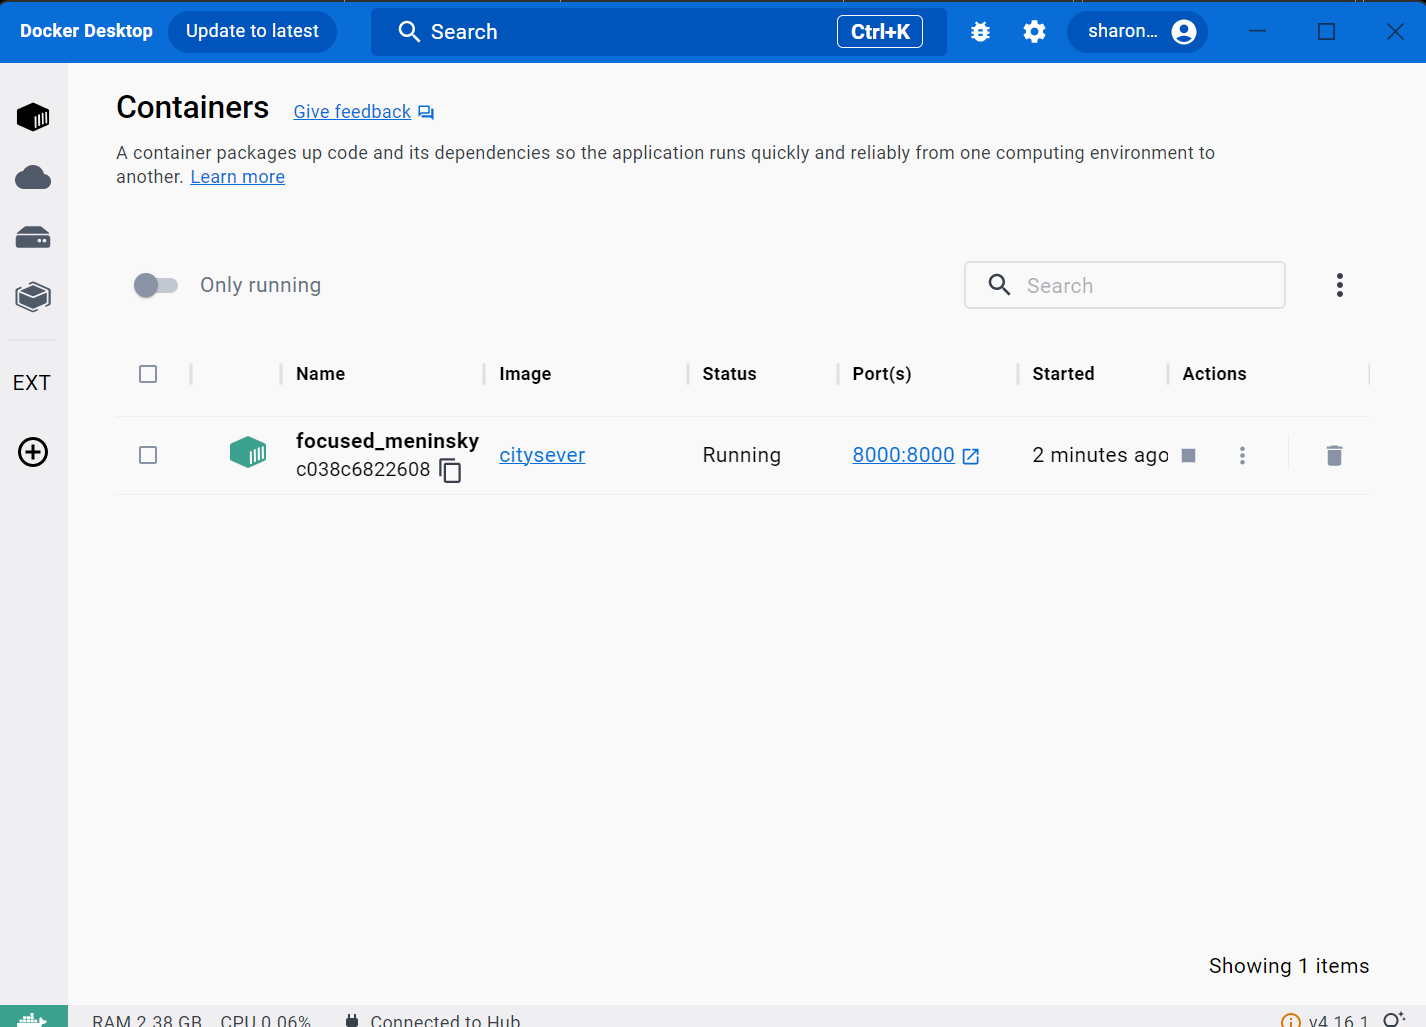 Docker Desktop Update to latest Search Ctrl+K sharon...
Containers Give feedback
A container packages up code and its dependencies so the application runs quickly and reliably from one computing environment to
another. Learn more
Only running Search
EXT
Name Image Status Port(s) Started Actions
focused_meninsky
c038c6822608 citysever Running 8000:8000 2 minutes ago
Showing 1 items
RAM 2.38 GB CPU 0.06% Connected to Hub v4.16.1